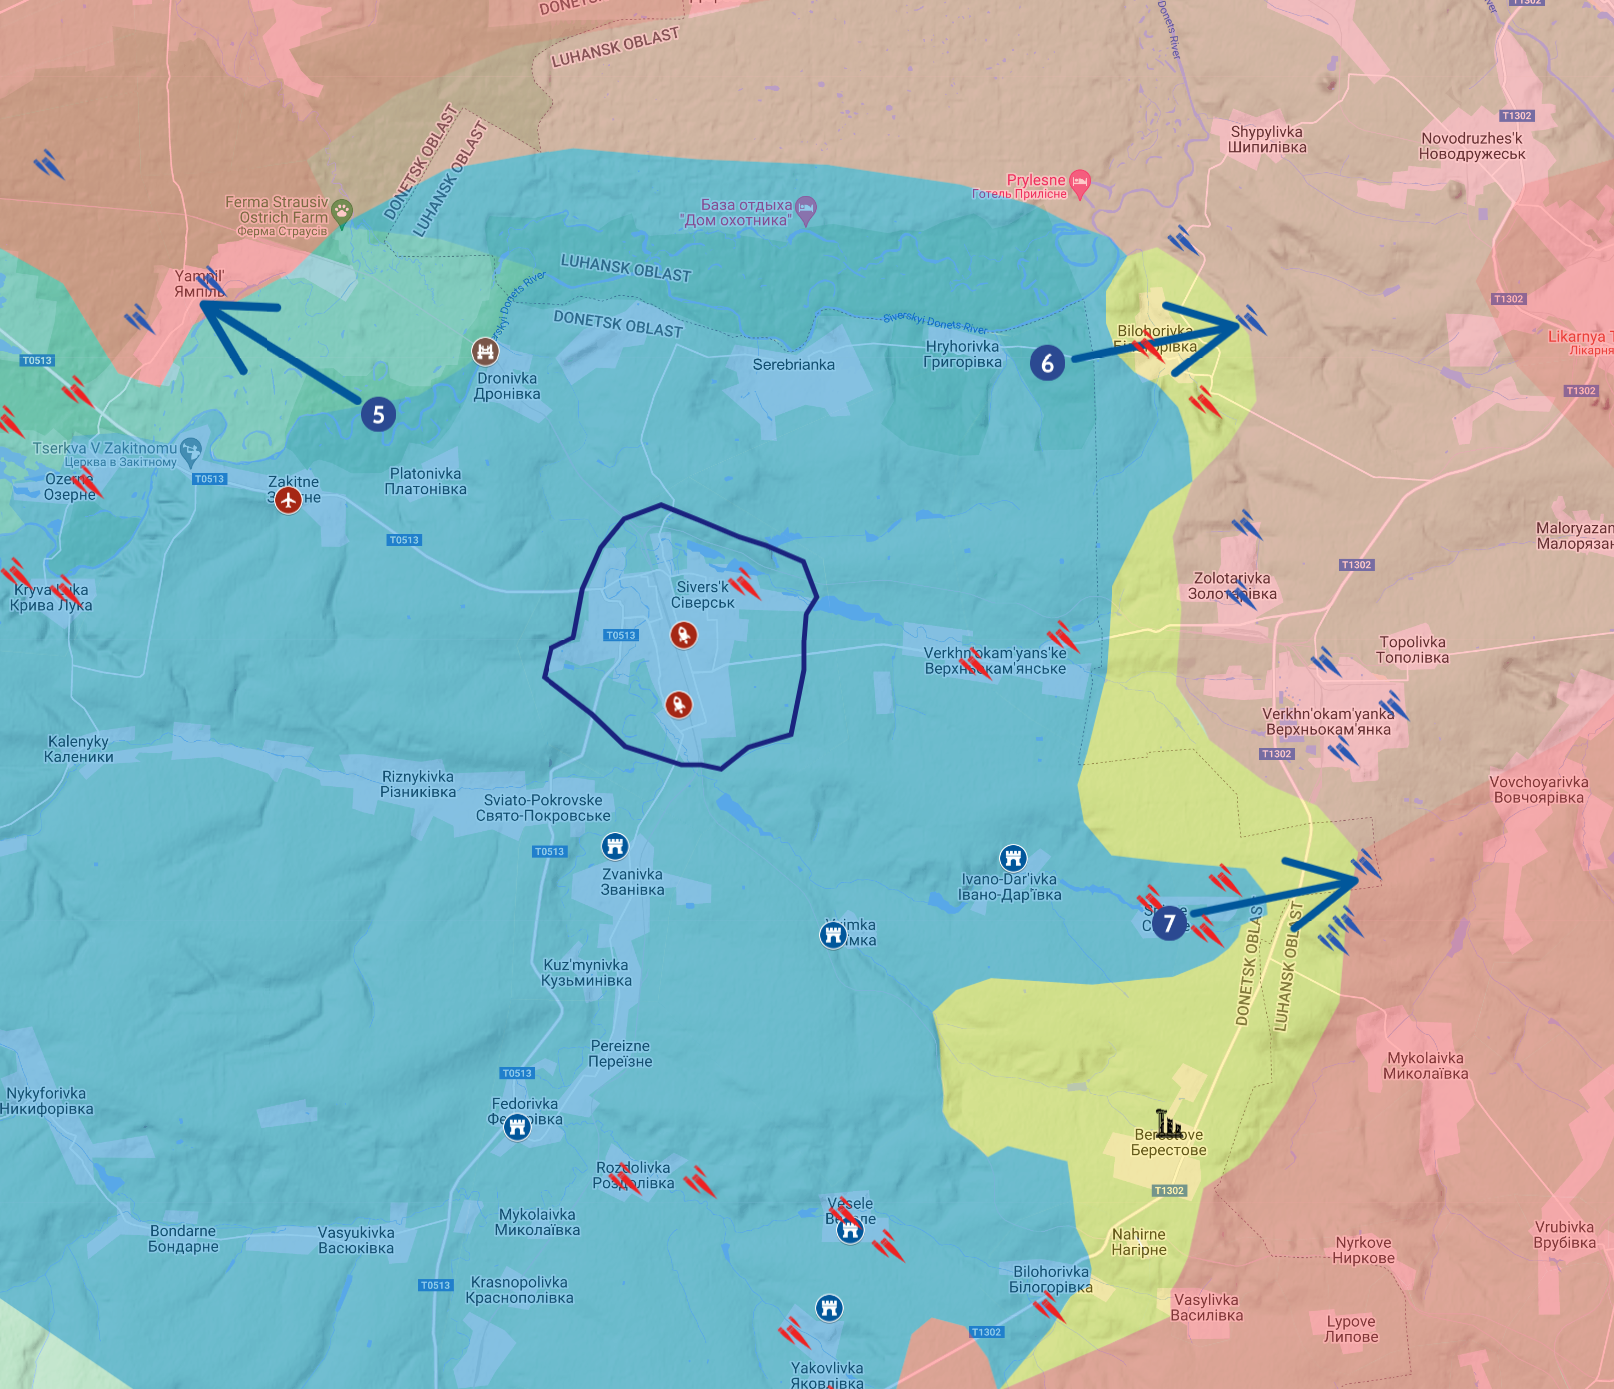 DONETSK OBLAST
LUHANSK OBLAST
Donets River
T1302
DONETSK OBLAST
LUHANSK OBLAST
Shypylivka
Шипилівка
T1302
Novodruzhes'k
Новодружеськ
Ferma Strausiv
Ostrich Farm
Ферма Страусів
Prylesne
Готель Прилісне
База отдыха
"Дом охотника"
Yampil'
Ямпіль
LUHANSK OBLAST
DONETSK OBLAST
Siverskyi Donets River
T1302
T0513
Dronivka
Дронівка
Serebrianka
Hryhorivka
Григорівка
Bilohorivka
Білогорівка
Likarnya
Лікарня
5
6
T1302
Tserkva V Zakitnomu
Церква в Закітному
Ozerne
Озерне
T0513
Zakitne
Закітне
Platonivka
Платонівка
T0513
Maloryazan
Малорязан
T1302
Kryva Luka
Крива Лука
Sivers'k
Сіверськ
Zolotarivka
Золотарівка
T0513
Verkhn'okam'yans'ke
Верхньокам'янське
Topolivka
Тополівка
Verkhn'okam'yanka
Верхньокам'янка
T1302
Kalenyky
Каленики
Riznykivka
Різниківка
Sviato-Pokrovske
Свято-Покровське
Vovchoyarivka
Вовчоярівка
T0513
Zvanivka
Званівка
Ivano-Dar'ivka
Івано-Дар'ївка
7
DONETSK OBLAST
LUHANSK OBLAST
Kuz'mynivka
Кузьминівка
Pereizne
Переїзне
T0513
Mykolaivka
Миколаївка
Nykyforivka
Никифорівка
Fedorivka
Федорівка
Berestove
Берестове
Rozdolivka
Роздолівка
T1302
Vesele
Веселе
Mykolaivka
Миколаївка
Bondarne
Бондарне
Vasyukivka
Васюківка
Nahirne
Нагірне
Nyrkove
Ниркове
Vrubivka
Врубівка
T0513
Krasnopolivka
Краснополівка
Bilohorivka
Білогорівка
Vasylivka
Василівка
Lypove
Липове
T1302
Yakovlivka
Яковлівка